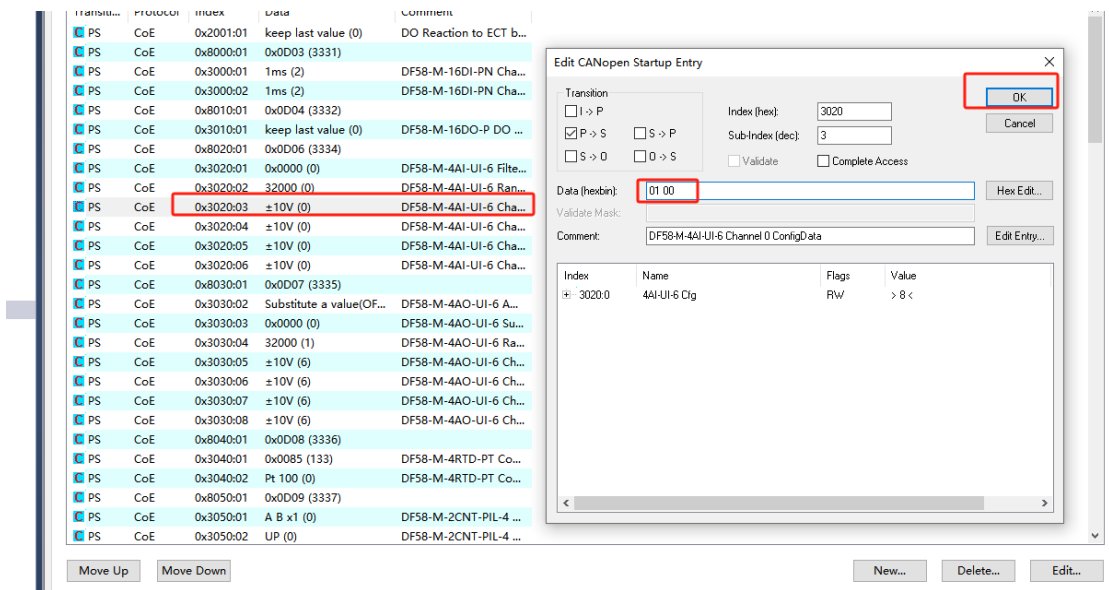 Transiti... Protocol Index Data Comment
C PS CoE 0x2001:01 keep last value (0) DO Reaction to ECT b...
C PS CoE 0x8000:01 0x0D03 (3331)
C PS CoE 0x3000:01 1ms (2) DF58-M-16DI-PN Cha...
C PS CoE 0x3000:02 1ms (2) DF58-M-16DI-PN Cha...
C PS CoE 0x8010:01 0x0D04 (3332)
C PS CoE 0x3010:01 keep last value (0) DF58-M-16DO-P DO ...
C PS CoE 0x8020:01 0x0D06 (3334)
C PS CoE 0x3020:01 0x0000 (0) DF58-M-4AI-UI-6 Filte...
C PS CoE 0x3020:02 32000 (0) DF58-M-4AI-UI-6 Ran...
C PS CoE 0x3020:03 ±10V (0) DF58-M-4AI-UI-6 Cha...
C PS CoE 0x3020:04 ±10V (0) DF58-M-4AI-UI-6 Cha...
C PS CoE 0x3020:05 ±10V (0) DF58-M-4AI-UI-6 Cha...
C PS CoE 0x3020:06 ±10V (0) DF58-M-4AI-UI-6 Cha...
C PS CoE 0x8030:01 0x0D07 (3335)
C PS CoE 0x3030:02 Substitute a value(OF... DF58-M-4AO-UI-6 A...
C PS CoE 0x3030:03 0x0000 (0) DF58-M-4AO-UI-6 Su...
C PS CoE 0x3030:04 32000 (1) DF58-M-4AO-UI-6 Ra...
C PS CoE 0x3030:05 ±10V (6) DF58-M-4AO-UI-6 Ch...
C PS CoE 0x3030:06 ±10V (6) DF58-M-4AO-UI-6 Ch...
C PS CoE 0x3030:07 ±10V (6) DF58-M-4AO-UI-6 Ch...
C PS CoE 0x3030:08 ±10V (6) DF58-M-4AO-UI-6 Ch...
C PS CoE 0x8040:01 0x0D08 (3336)
C PS CoE 0x3040:01 0x0085 (133) DF58-M-4RTD-PT Co...
C PS CoE 0x3040:02 Pt 100 (0) DF58-M-4RTD-PT Co...
C PS CoE 0x8050:01 0x0D09 (3337)
C PS CoE 0x3050:01 A B x1 (0) DF58-M-2CNT-PIL-4 ...
C PS CoE 0x3050:02 UP (0) DF58-M-2CNT-PIL-4 ...
Move Up Move Down New... Delete... Edit...
Edit CANopen Startup Entry
Transition
I -> P Index (hex): 3020 OK
P -> S S -> P Sub-Index (dec): 3 Cancel
S -> O O -> S Validate Complete Access
Data (hexbin): 01 00 Hex Edit...
Validate Mask:
Comment: DF58-M-4AI-UI-6 Channel 0 ConfigData Edit Entry...
Index Name Flags Value
3020:0 4AI-UI-6 Cfg RW > 8 <